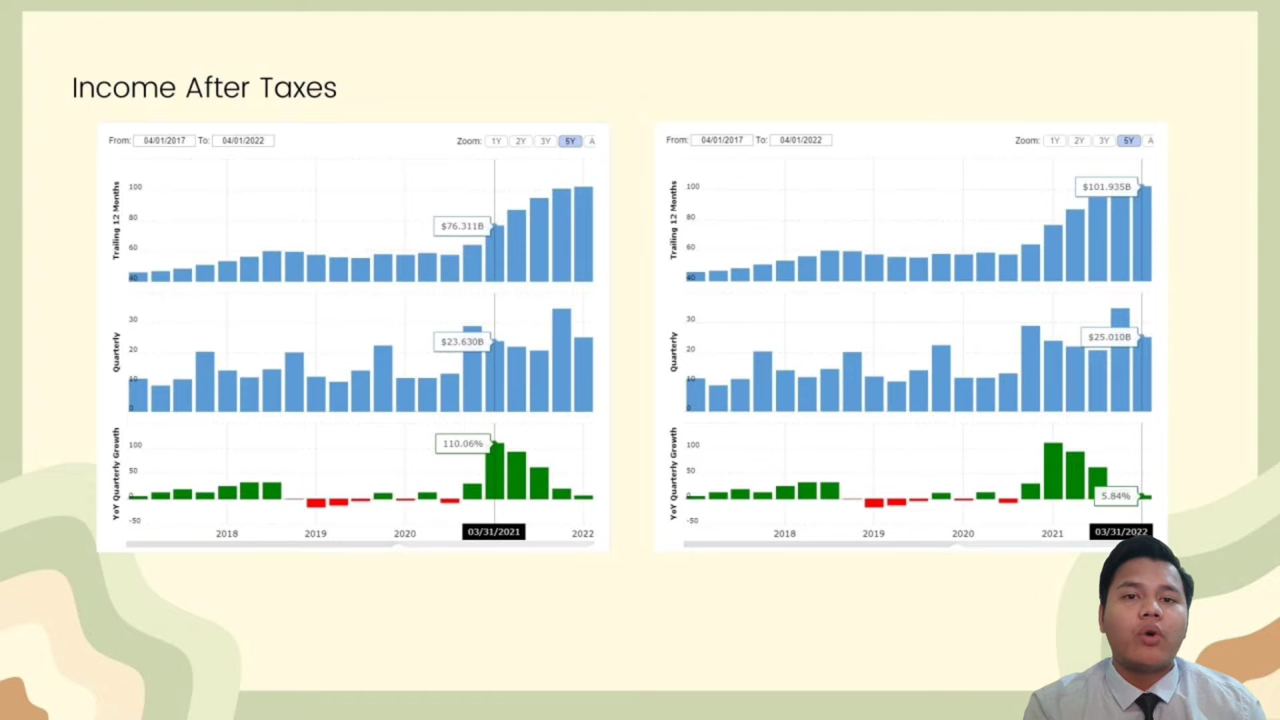 Income After Taxes
From: 04/01/2017 To: 04/01/2022 Zoom: 1Y 2Y 3Y 5Y A
Trailing 12 Months
100
80
60
40
$76.311B
Quarterly
30
20
10
0
$23.630B
YoY Quarterly Growth
100
50
0
-50
110.06%
2018 2019 2020 03/31/2021 2022
From: 04/01/2017 To: 04/01/2022 Zoom: 1Y 2Y 3Y 5Y A
Trailing 12 Months
100
80
60
40
$101.935B
Quarterly
30
20
10
0
$25.010B
YoY Quarterly Growth
100
50
0
-50
5.84%
2018 2019 2020 2021 03/31/2022